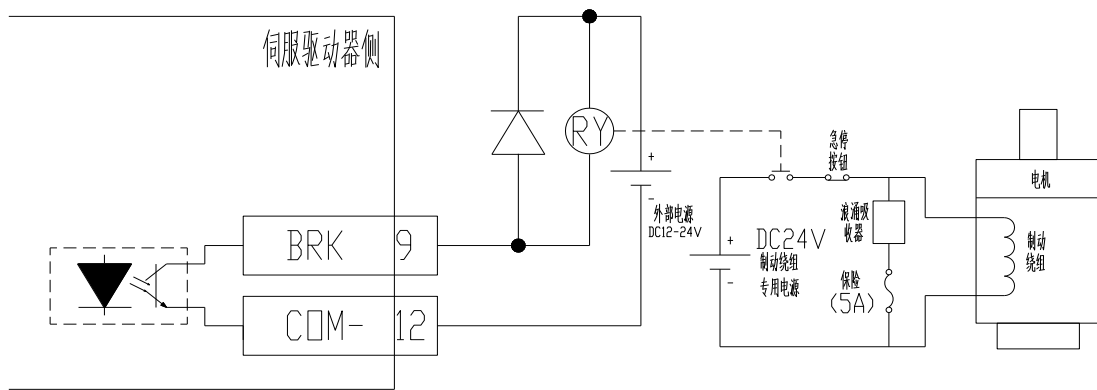 伺服驱动器侧
RY
急停
按钮
电机
+
-
外部电源
DC12-24V
浪涌吸
收器
BRK 9
+
-
DC24V
制动绕组
专用电源
制动
绕组
保险
(5A)
COM- 12